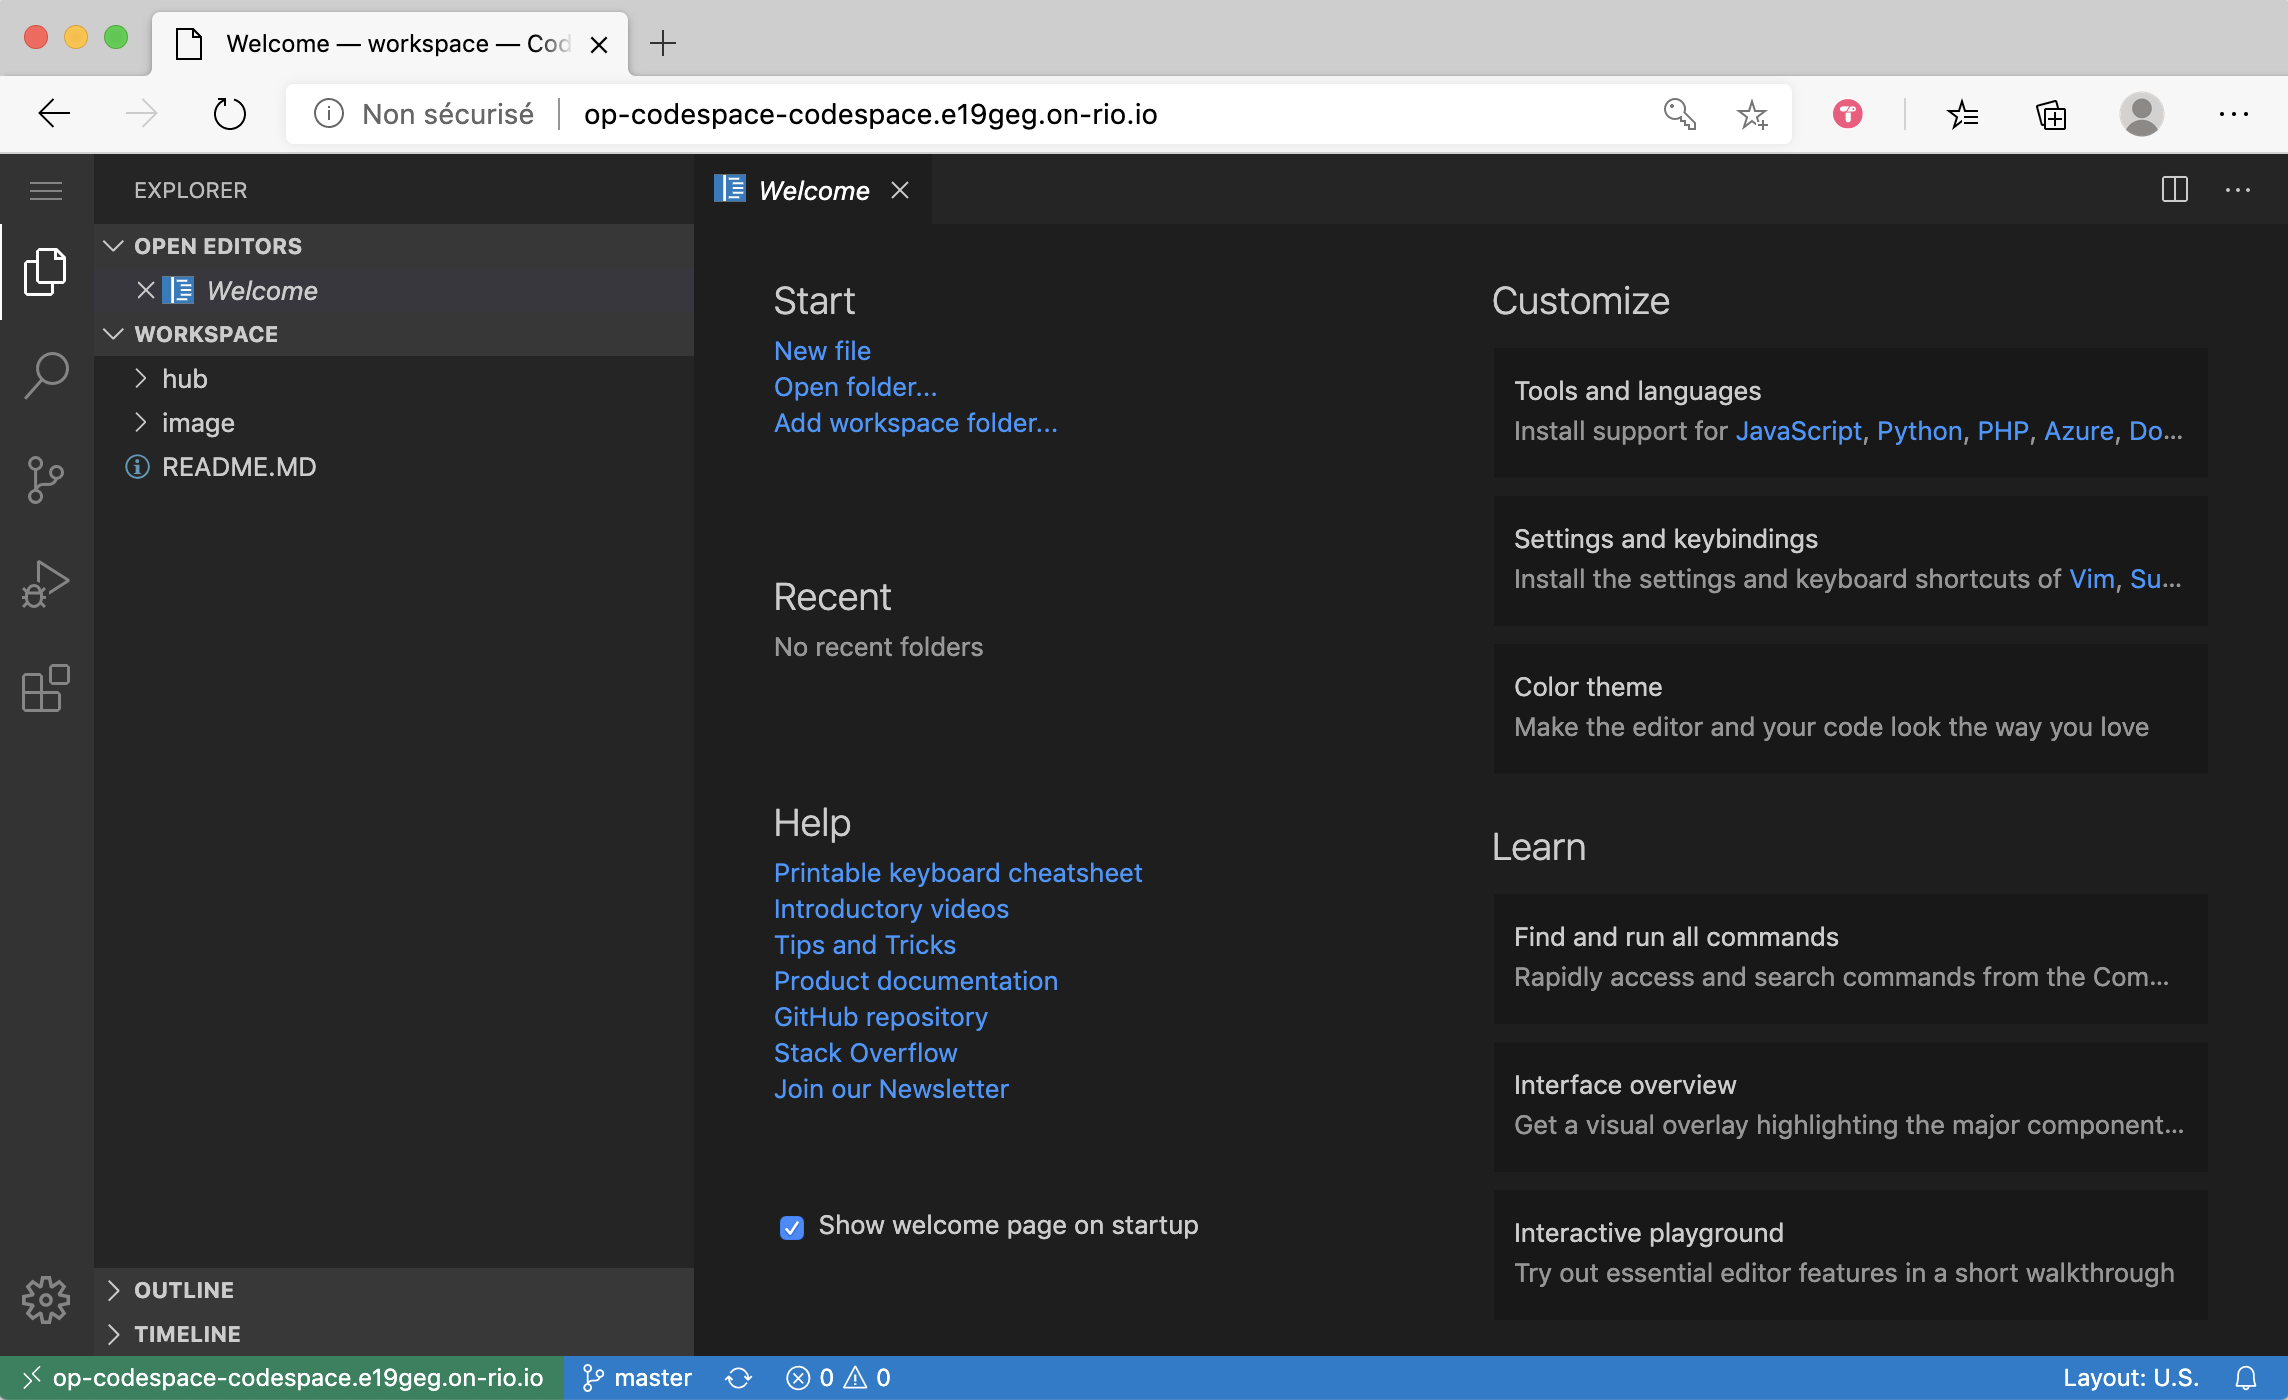 Welcome — workspace — Cod
Non sécurisé
op-codespace-codespace.e19geg.on-rio.io
EXPLORER
OPEN EDITORS
Welcome
WORKSPACE
hub
image
README.MD
OUTLINE
TIMELINE
Welcome
Start
New file
Open folder...
Add workspace folder...
Recent
No recent folders
Help
Printable keyboard cheatsheet
Introductory videos
Tips and Tricks
Product documentation
GitHub repository
Stack Overflow
Join our Newsletter
Show welcome page on startup
Customize
Tools and languages
Install support for JavaScript, Python, PHP, Azure, Do...
Settings and keybindings
Install the settings and keyboard shortcuts of Vim, Su...
Color theme
Make the editor and your code look the way you love
Learn
Find and run all commands
Rapidly access and search commands from the Com...
Interface overview
Get a visual overlay highlighting the major component...
Interactive playground
Try out essential editor features in a short walkthrough
op-codespace-codespace.e19geg.on-rio.io
master
0
0
Layout: U.S.